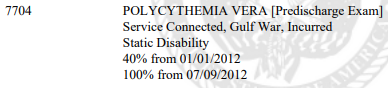 7704 POLYCYTHEMIA VERA [Predischarge Exam]
Service Connected, Gulf War, Incurred
Static Disability
40% from 01/01/2012
100% from 07/09/2012